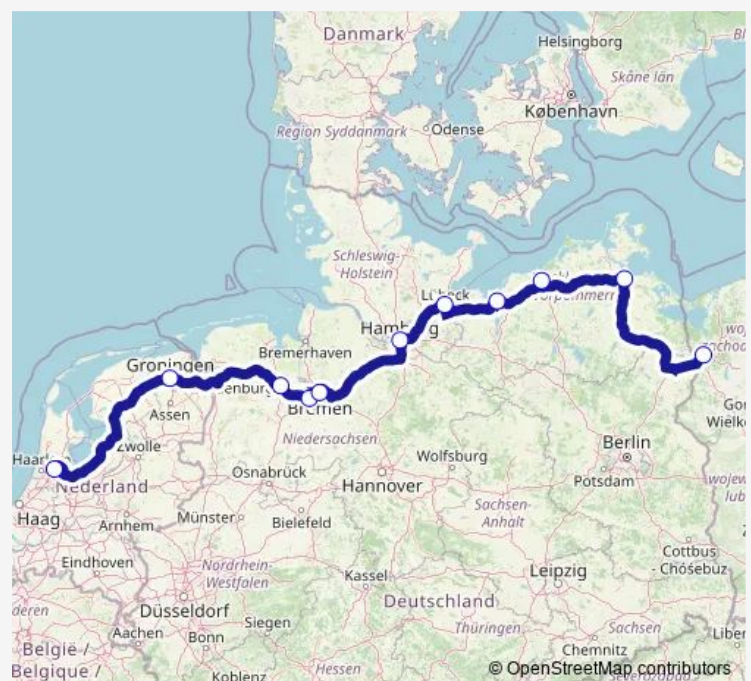 Danmark
Helsingborg
Skåne län
København
Region Syddanmark
Odense
Schleswig-
Holstein
Lübeck
Hamburg
Bremerhaven
Groningen
Bremen
Assen
Niedersachsen
Zwolle
Berlin
Wolfsburg
Nederland
Osnabrück
Hannover
Potsdam
Haag
Arnhem
Münster
Bielefeld
Sachsen-
Anhalt
Eindhoven
Nordrhein-
Westfalen
Kassel
Leipzig
Cottbus
- Chóśebuz
Düsseldorf
Deutschland
Aachen
Siegen
Thüringen
Sachsen
Bonn
België /
Belgique /
Chemnitz
Koblenz
Hessen
© OpenStreetMap contributors